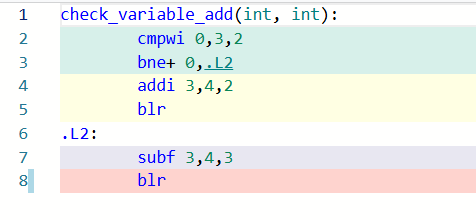 1 check_variable_add(int, int):
2 cmpwi 0,3,2
3 bne+ 0,.L2
4 addi 3,4,2
5 blr
6 .L2:
7 subf 3,4,3
8 blr